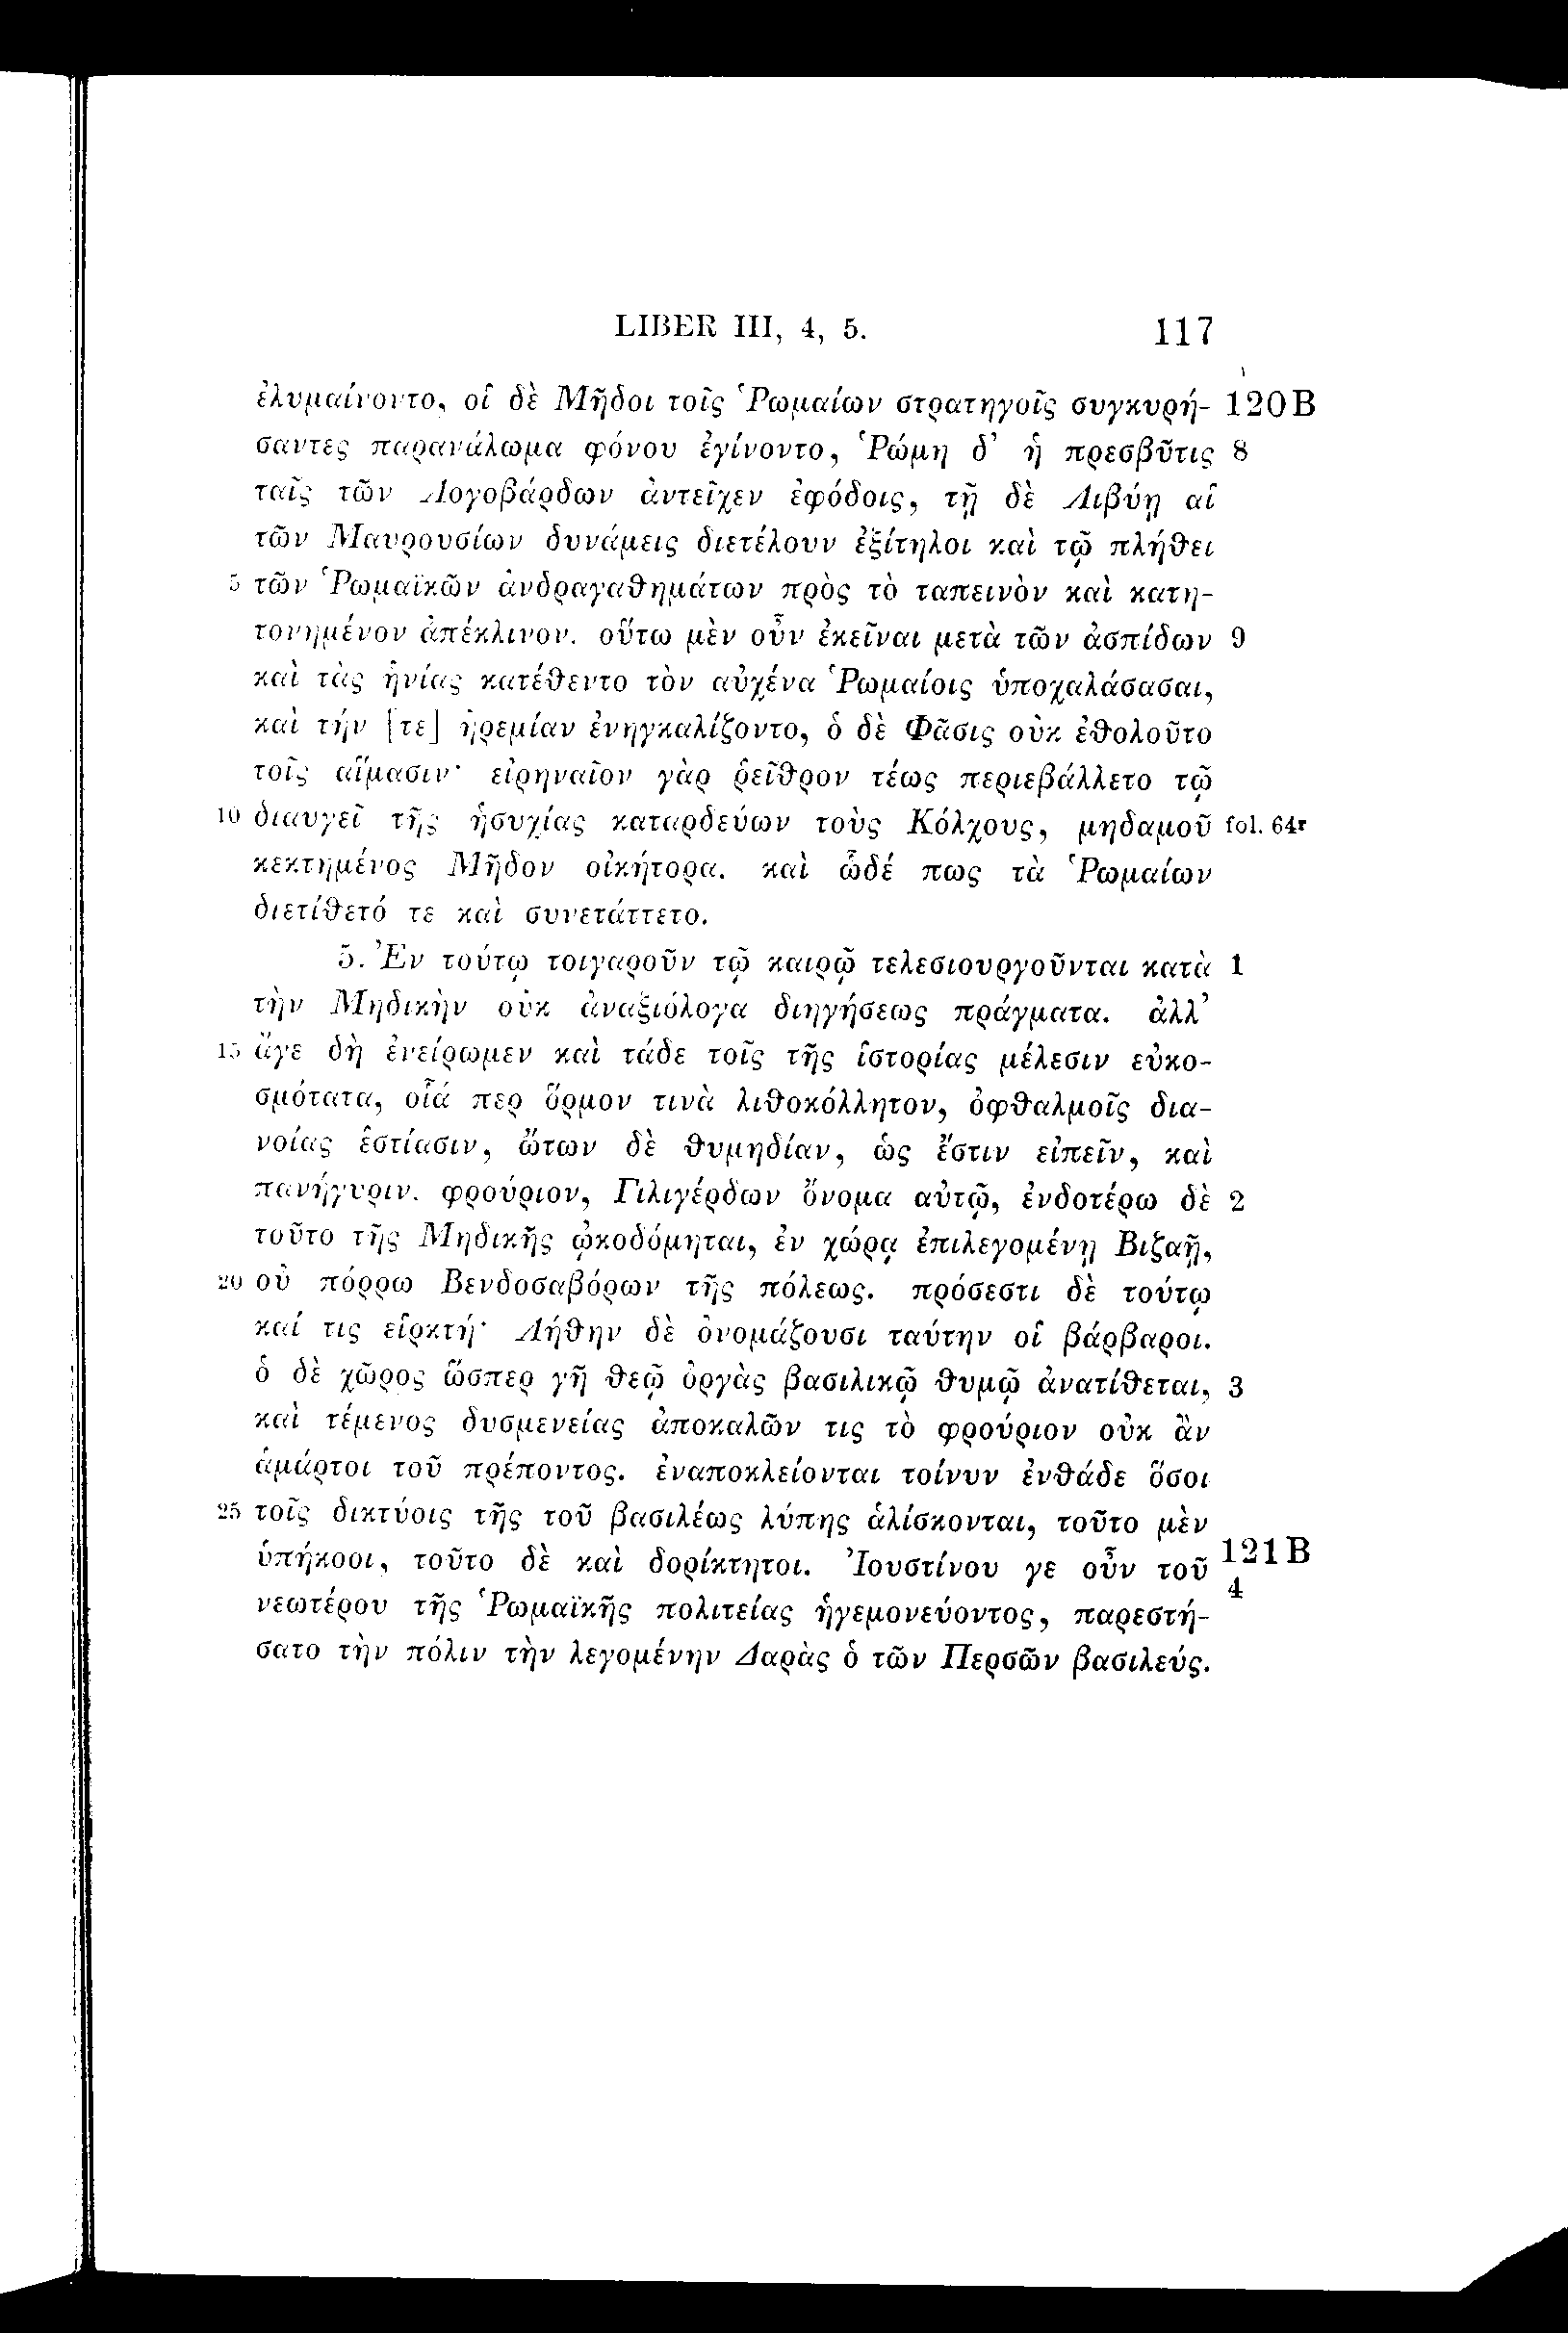 LIBER III, 4, 5. 117
ἐλυμαίνοντο, οἱ δὲ Μῆδοι τοῖς Ῥωμαίων στρατηγοῖς συγκυρή- 120B
σαντες παρανάλωμα φόνου ἐγίνοντο, Ῥώμη δ' ἡ πρεσβῦτις 8
ταῖς τῶν Λογοβάρδων ἀντεῖχεν ἐφόδοις, τῇ δὲ Λιβύῃ αἱ
τῶν Μαυρουσίων δυνάμεις διετέλουν ἐξίτηλοι καὶ τῷ πλήθει
5 τῶν Ῥωμαϊκῶν ἀνδραγαθημάτων πρὸς τὸ ταπεινὸν καὶ κατη-
τονημένον ἀπέκλινον. οὕτω μὲν οὖν ἐκεῖναι μετὰ τῶν ἀσπίδων 9
καὶ τὰς ἡνίας κατέθεντο τὸν αὐχένα Ῥωμαίοις ὑποχαλάσασαι,
καὶ τήν [τε] ἠρεμίαν ἐνηγκαλίζοντο, ὁ δὲ Φᾶσις οὐκ ἐθολοῦτο
τοῖς αἵμασιν· εἰρηναῖον γὰρ ῥεῖθρον τέως περιεβάλλετο τῷ
10 διαυγεῖ τῆς ἡσυχίας καταρδεύων τοὺς Κόλχους, μηδαμοῦ fol. 64r
κεκτημένος Μῆδον οἰκήτορα. καὶ ὧδέ πως τὰ Ῥωμαίων
διετίθετό τε καὶ συνετάττετο.
5. Ἐν τούτῳ τοιγαροῦν τῷ καιρῷ τελεσιουργοῦνται κατὰ 1
τὴν Μηδικὴν οὐκ ἀναξιόλογα διηγήσεως πράγματα. ἀλλ'
15 ἄγε δὴ ἐνείρωμεν καὶ τάδε τοῖς τῆς ἱστορίας μέλεσιν εὐκο-
σμότατα, οἷά περ ὅρμον τινὰ λιθοκόλλητον, ὀφθαλμοῖς δια-
νοίας ἑστίασιν, ὤτων δὲ θυμηδίαν, ὡς ἔστιν εἰπεῖν, καὶ
πανήγυριν. φρούριον, Γιλιγέρδων ὄνομα αὐτῷ, ἐνδοτέρω δὲ 2
τοῦτο τῆς Μηδικῆς ᾠκοδόμηται, ἐν χώρᾳ ἐπιλεγομένῃ Βιζαῇ,
20 οὐ πόρρω Βενδοσαβόρων τῆς πόλεως. πρόσεστι δὲ τούτῳ
καί τις εἱρκτή· Λήθην δὲ ὀνομάζουσι ταύτην οἱ βάρβαροι.
ὁ δὲ χῶρος ὥσπερ γῆ θεῷ ὀργὰς βασιλικῷ θυμῷ ἀνατίθεται, 3
καὶ τέμενος δυσμενείας ἀποκαλῶν τις τὸ φρούριον οὐκ ἂν
ἁμάρτοι τοῦ πρέποντος. ἐναποκλείονται τοίνυν ἐνθάδε ὅσοι
25 τοῖς δικτύοις τῆς τοῦ βασιλέως λύπης ἁλίσκονται, τοῦτο μὲν
ὑπήκοοι, τοῦτο δὲ καὶ δορίκτητοι. Ἰουστίνου γε οὖν τοῦ 121B
4
νεωτέρου τῆς Ῥωμαϊκῆς πολιτείας ἡγεμονεύοντος, παρεστή-
σατο τὴν πόλιν τὴν λεγομένην Δαρὰς ὁ τῶν Περσῶν βασιλεύς.